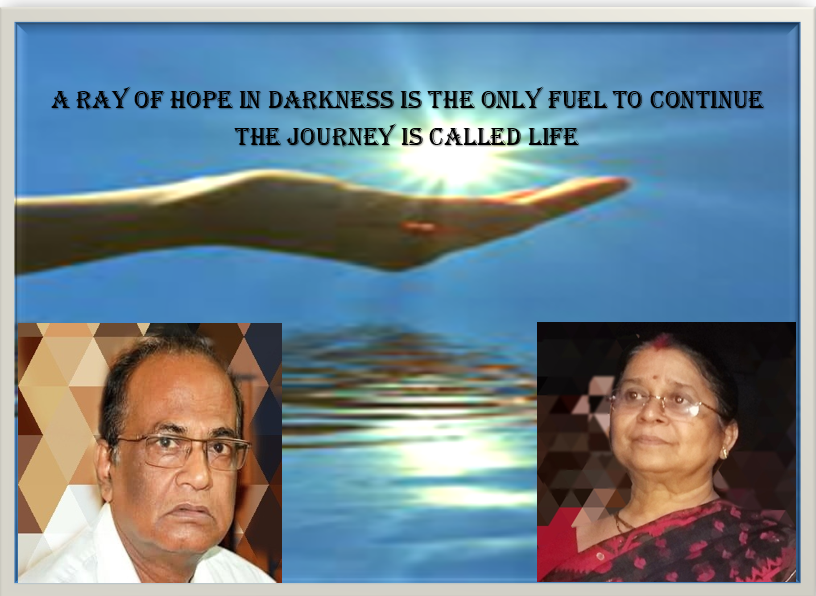 A RAY OF HOPE IN DARKNESS IS THE ONLY FUEL TO CONTINUE
THE JOURNEY IS CALLED LIFE